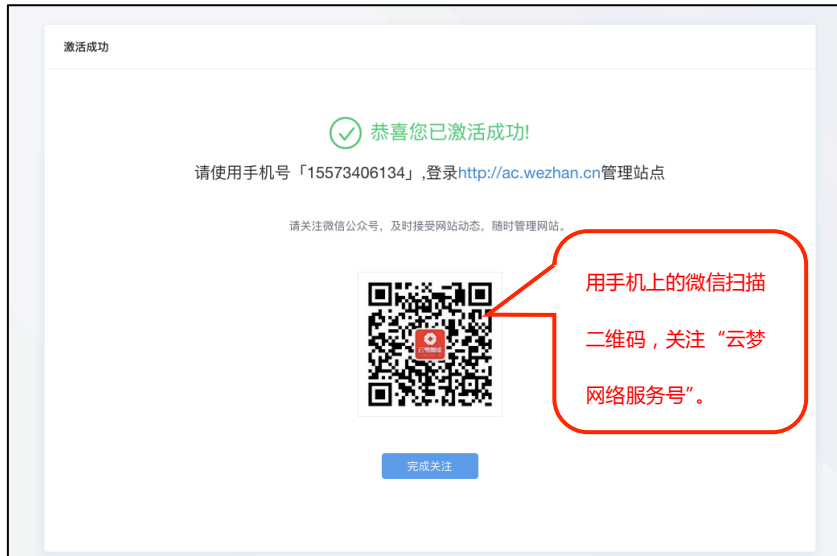 激活成功
恭喜您已激活成功!
请使用手机号「15573406134」,登录http://ac.wezhan.cn管理站点
请关注微信公众号，及时接受网站动态，随时管理网站。
用手机上的微信扫描
二维码，关注“云梦
网络服务号”。
完成关注